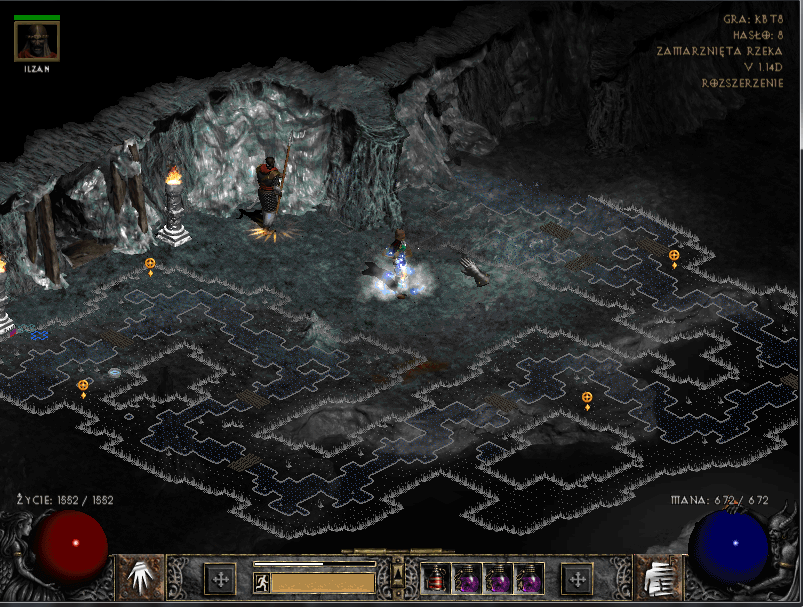 GRA: KBT8
HASŁO: 8
ZAMARZNIĘTA RZEKA
V 1.14D
ROZSZERZENIE
ILZAN
ŻYCIE: 1552 / 1552
MANA: 672 / 672